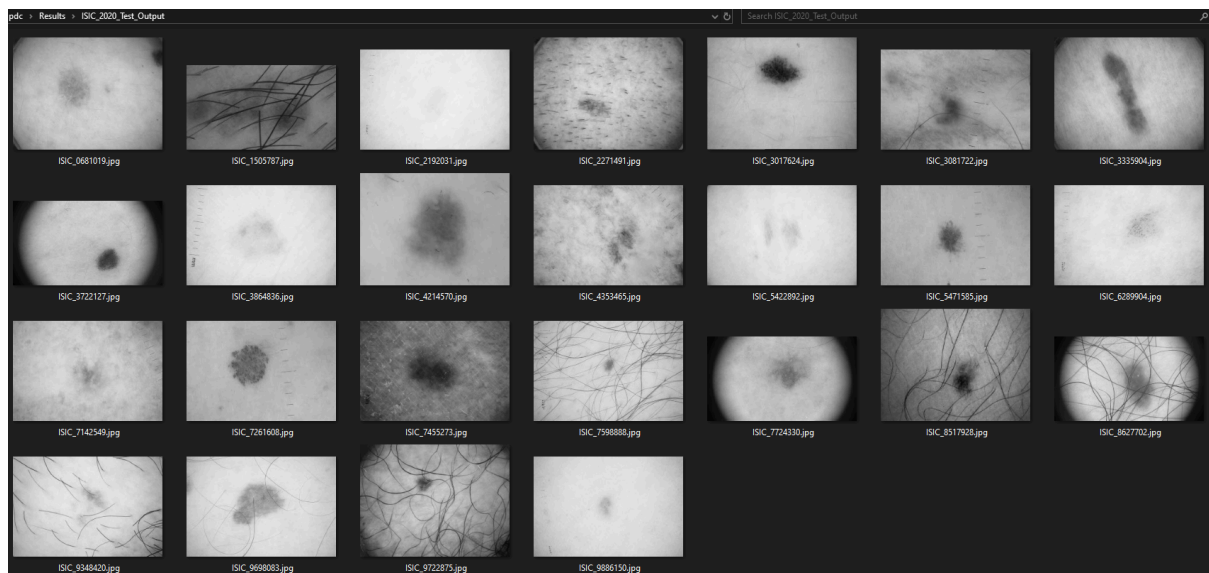 pdc > Results > ISIC_2020_Test_Output
Search ISIC_2020_Test_Output
ISIC_0681019.jpg
ISIC_1505787.jpg
ISIC_2192031.jpg
ISIC_2271491.jpg
ISIC_3017624.jpg
ISIC_3081722.jpg
ISIC_3335904.jpg
ISIC_3722127.jpg
ISIC_3864836.jpg
ISIC_4214570.jpg
ISIC_4353465.jpg
ISIC_5422892.jpg
ISIC_5471585.jpg
ISIC_6289904.jpg
ISIC_7142549.jpg
ISIC_7261608.jpg
ISIC_7455273.jpg
ISIC_7598888.jpg
ISIC_7724330.jpg
ISIC_8517928.jpg
ISIC_8627702.jpg
ISIC_9348420.jpg
ISIC_9698083.jpg
ISIC_9722875.jpg
ISIC_9886150.jpg